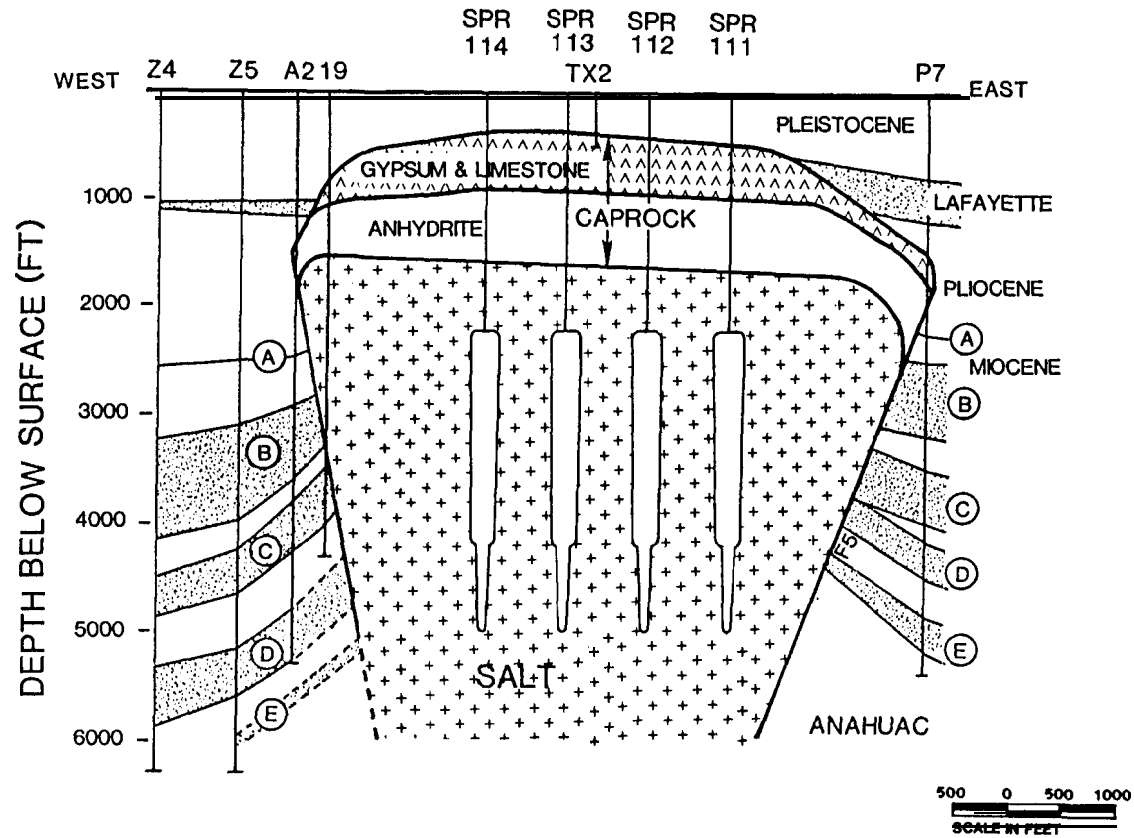 SPR SPR SPR SPR
114 113 112 111
WEST Z4 Z5 A2 19 TX2 P7 EAST
PLEISTOCENE
GYPSUM & LIMESTONE
1000
LAFAYETTE
ANHYDRITE CAPROCK
PLIOCENE
2000
A A
MIOCENE
3000
B B
C
4000
C F5
D
5000
D E
SALT
E
6000
ANAHUAC
DEPTH BELOW SURFACE (FT)
500 0 500 1000
SCALE IN FEET